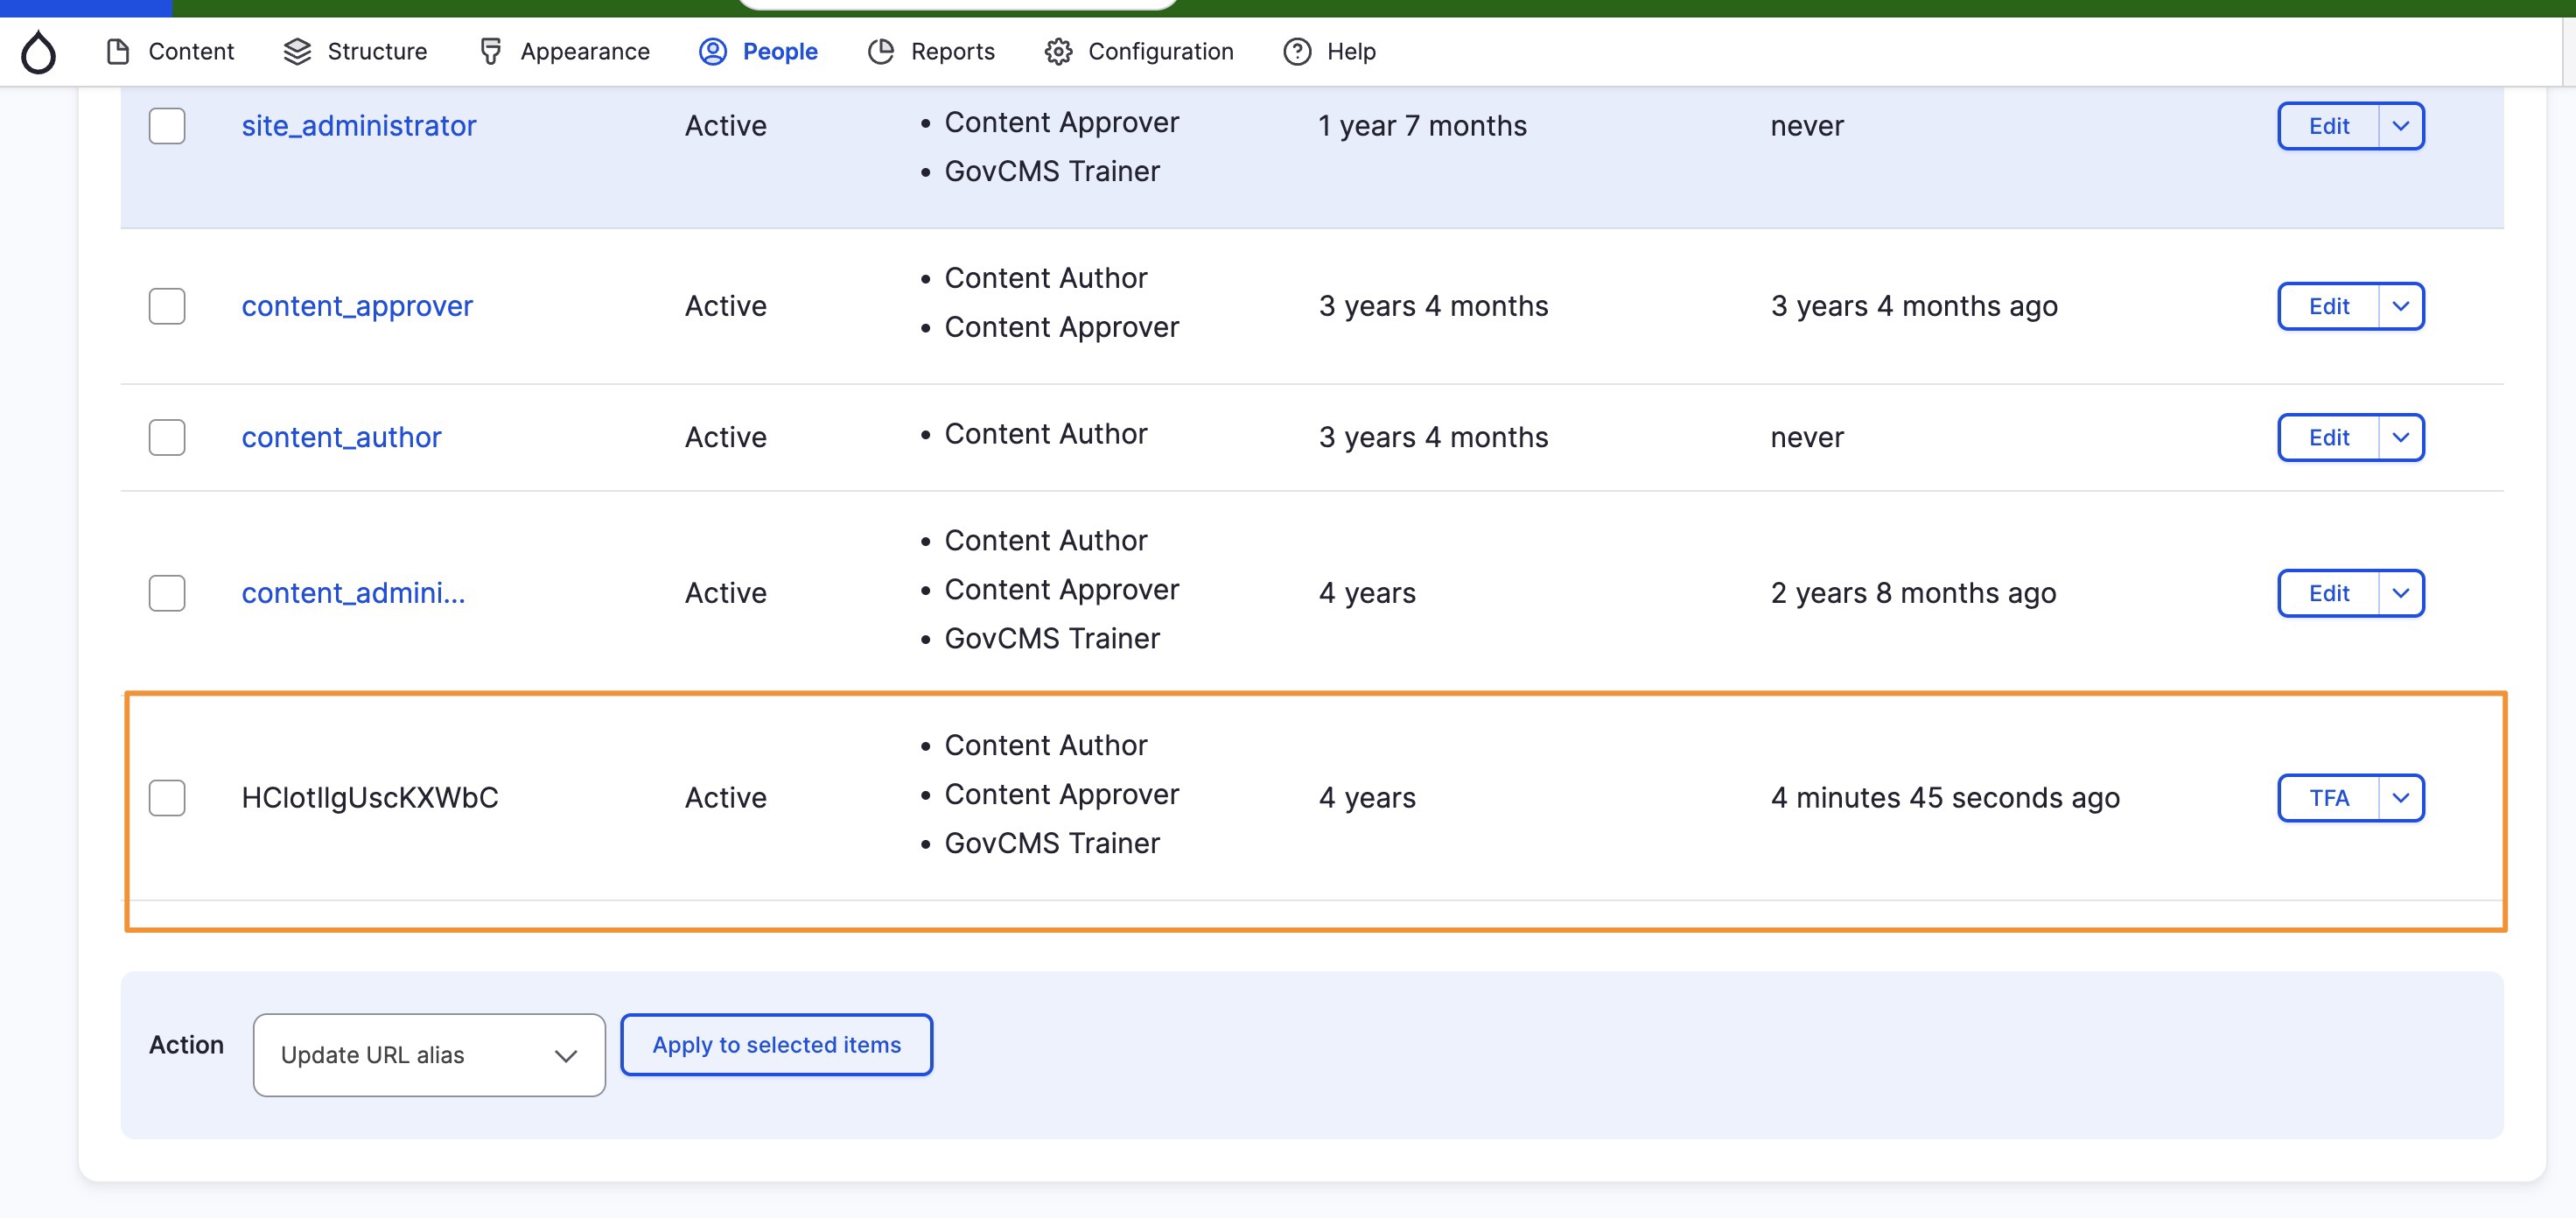 Content Structure Appearance People Reports Configuration Help
site_administrator Active • Content Approver 1 year 7 months never Edit
• GovCMS Trainer
• Content Author
content_approver Active 3 years 4 months 3 years 4 months ago Edit
• Content Approver
content_author Active • Content Author 3 years 4 months never Edit
• Content Author
content_admini... Active • Content Approver 4 years 2 years 8 months ago Edit
• GovCMS Trainer
• Content Author
HClotIlgUscKXWbC Active • Content Approver 4 years 4 minutes 45 seconds ago TFA
• GovCMS Trainer
Action Update URL alias Apply to selected items